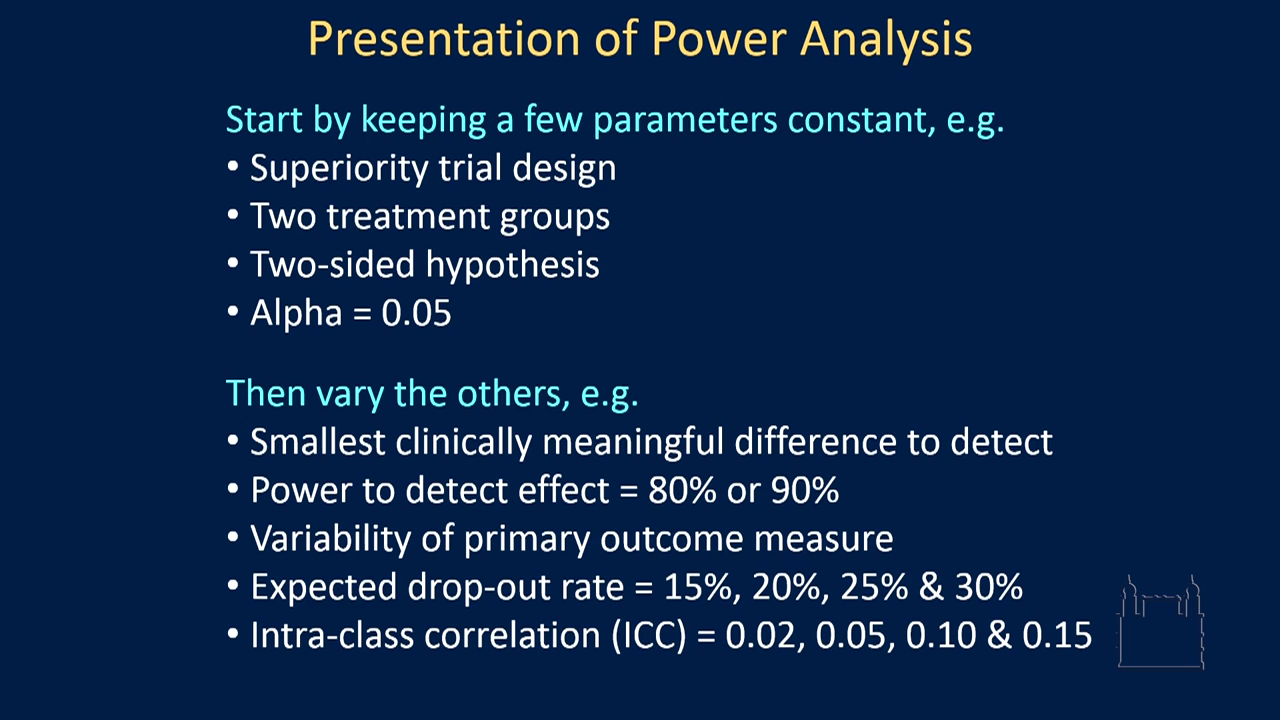 Presentation of Power Analysis
Start by keeping a few parameters constant, e.g.
• Superiority trial design
• Two treatment groups
• Two-sided hypothesis
• Alpha = 0.05
Then vary the others, e.g.
• Smallest clinically meaningful difference to detect
• Power to detect effect = 80% or 90%
• Variability of primary outcome measure
• Expected drop-out rate = 15%, 20%, 25% & 30%
• Intra-class correlation (ICC) = 0.02, 0.05, 0.10 & 0.15